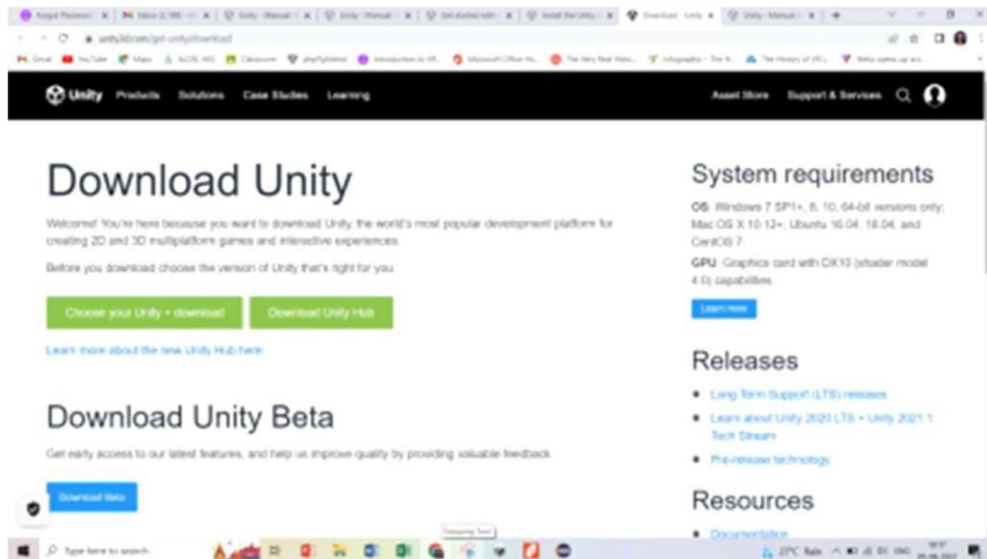 unity3d.com/get-unity/download
Gmail YouTube Maps Classroom phpMyAdmin
Unity Products Solutions Case Studies Learning Asset Store Support & Services
Download Unity
Welcome! You're here because you want to download Unity, the world's most popular development platform for
creating 2D and 3D multiplatform games and interactive experiences.
Before you download choose the version of Unity that's right for you.
Choose your Unity + download Download Unity Hub
Learn more about the new Unity Hub here
Download Unity Beta
Get early access to our latest features, and help us improve quality by providing valuable feedback.
Download Beta
System requirements
OS: Windows 7 SP1+, 8, 10, 64-bit versions only;
Mac OS X 10.12+; Ubuntu 16.04, 18.04, and
CentOS 7.
GPU: Graphics card with DX10 (shader model
4.0) capabilities.
Learn more
Releases
Long Term Support (LTS) releases
Learn about Unity 2020 LTS + Unity 2021.1
Tech Stream
Pre-release technology
Resources
Documentation
Snipping Tool
Type here to search 27°C Rain ENG